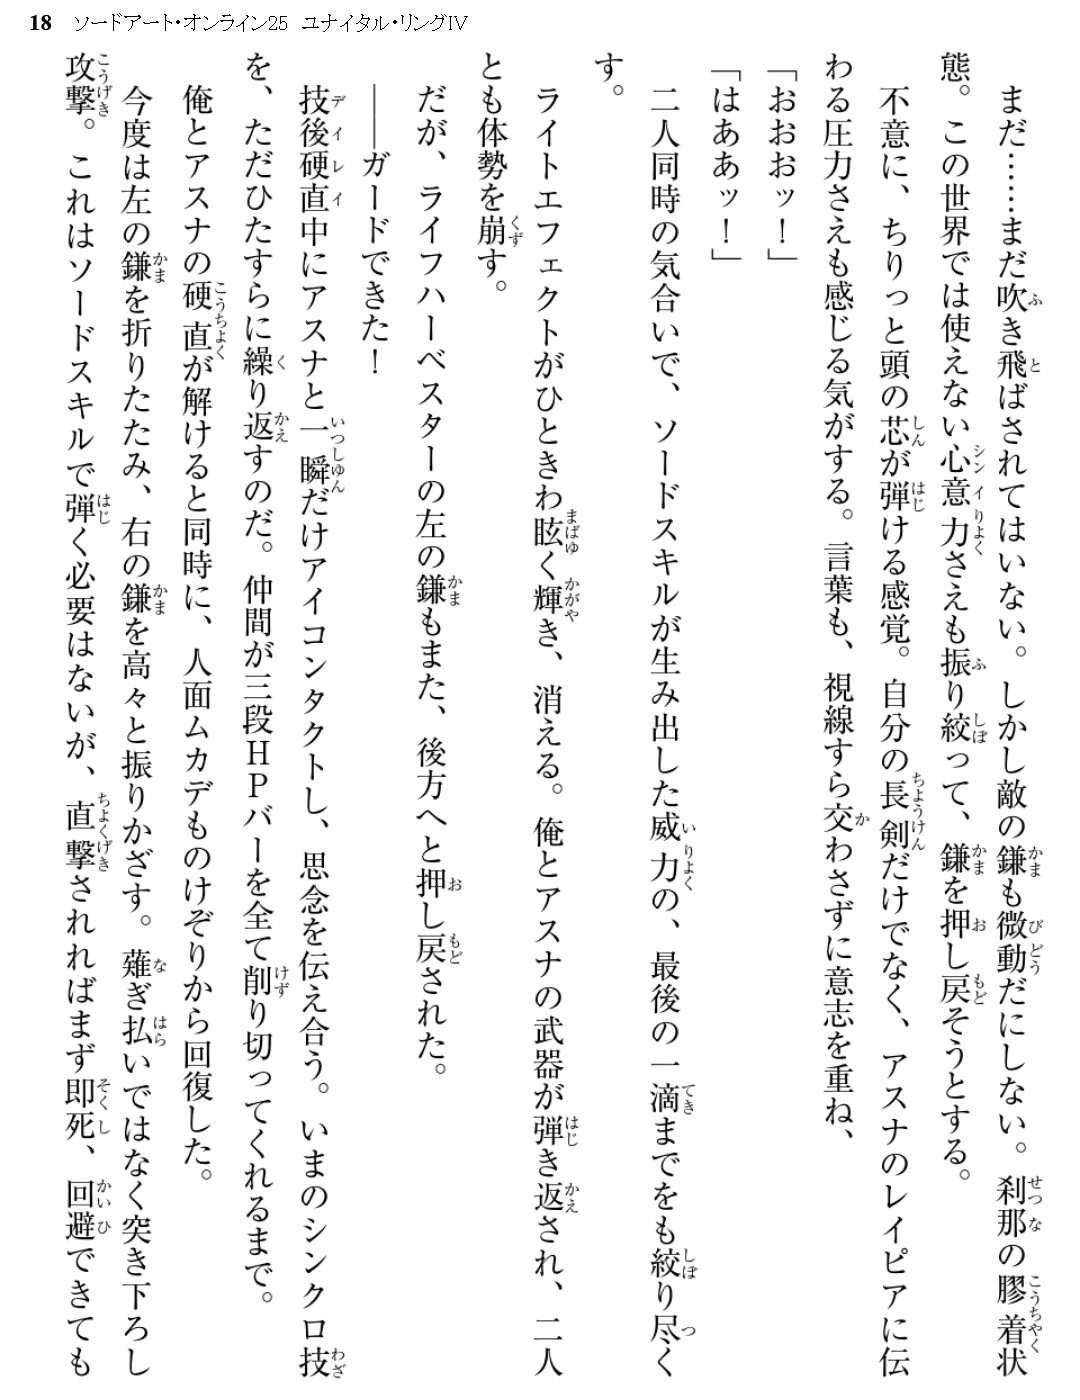 18 ソードアート・オンライン25 ユナイタル・リングⅣ
まだ……まだ吹き飛ばされてはいない。しかし敵の鎌も微動だにしない。刹那の膠着状
態。この世界では使えない心意力さえも振り絞って、鎌を押し戻そうとする。
不意に、ちりっと頭の芯が弾ける感覚。自分の長剣だけでなく、アスナのレイピアに伝
わる圧力さえも感じる気がする。言葉も、視線すら交わさずに意志を重ね、
「おおおッ！」
「はああッ！」
二人同時の気合いで、ソードスキルが生み出した威力の、最後の一滴までをも絞り尽く
す。
ライトエフェクトがひときわ眩く輝き、消える。俺とアスナの武器が弾き返され、二人
とも体勢を崩す。
だが、ライフハーベスターの左の鎌もまた、後方へと押し戻された。
――ガードできた！
技後硬直中にアスナと一瞬だけアイコンタクトし、思念を伝え合う。いまのシンクロ技
を、ただひたすらに繰り返すのだ。仲間が三段ＨＰバーを全て削り切ってくれるまで。
俺とアスナの硬直が解けると同時に、人面ムカデものけぞりから回復した。
今度は左の鎌を折りたたみ、右の鎌を高々と振りかざす。薙ぎ払いではなく突き下ろし
攻撃。これはソードスキルで弾く必要はないが、直撃されればまず即死、回避できても